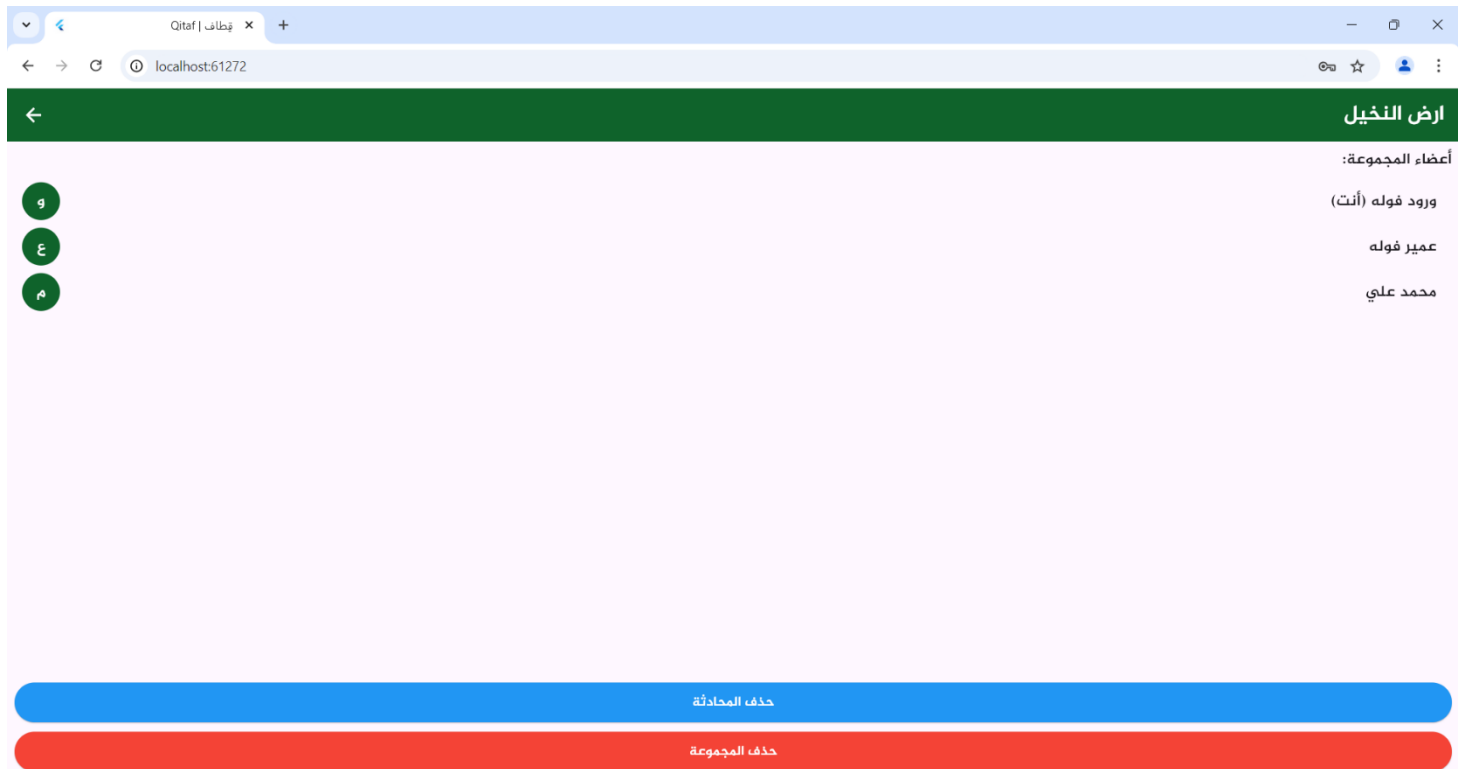 قِطاف | Qitaf
localhost:61272
ارض النخيل
أعضاء المجموعة:
ورود فوله (أنت)
و
عمير فوله
ع
محمد علي
م
حذف المحادثة
حذف المجموعة